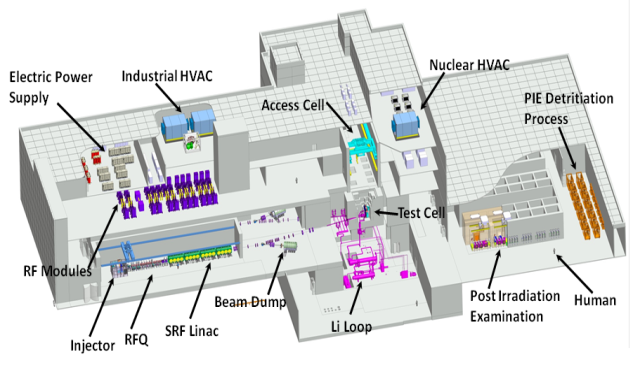 Electric Power
Supply
Industrial HVAC
Access Cell
Nuclear HVAC
PIE Detritiation
Process
Test Cell
RF Modules
Injector
RFQ
SRF Linac
Beam Dump
Li Loop
Post Irradiation
Examination
Human